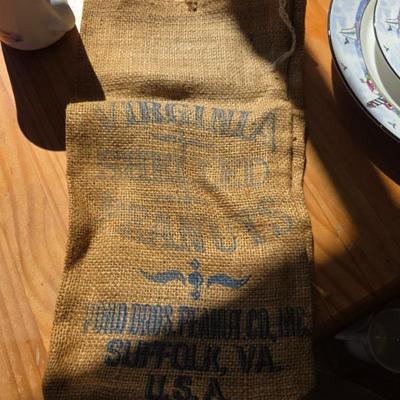 VIRGINIA
SHELLED
PEANUTS
POND BROS. PEANUT CO., INC.
SUFFOLK, VA.
U.S.A.